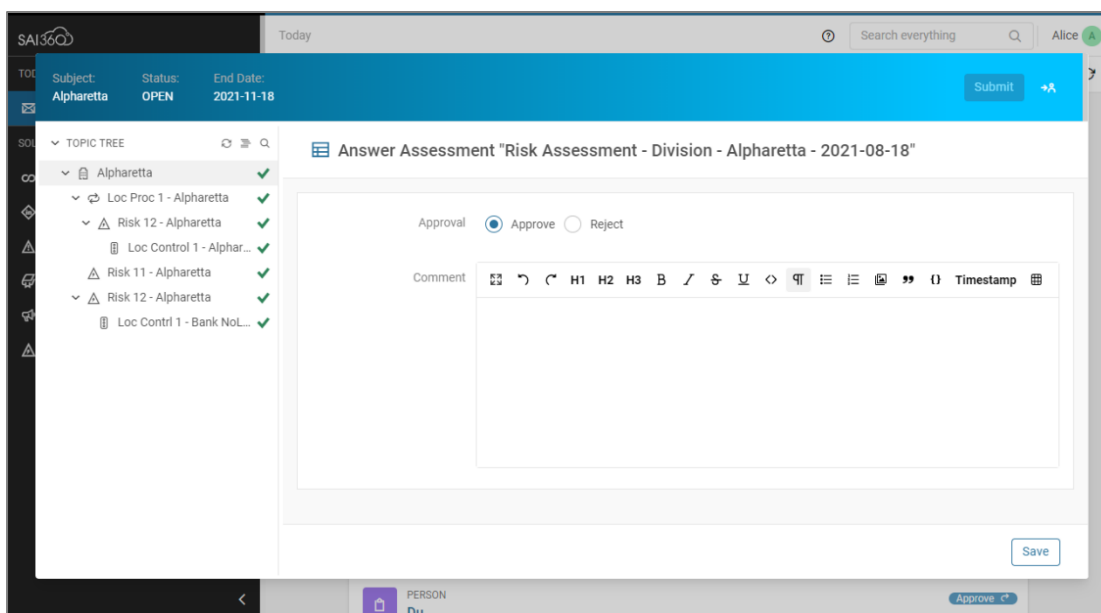 SAI360
Today
Search everything
Alice A
Subject:
Alpharetta
Status:
OPEN
End Date:
2021-11-18
Submit
TOPIC TREE
Alpharetta
Loc Proc 1 - Alpharetta
Risk 12 - Alpharetta
Loc Control 1 - Alphar...
Risk 11 - Alpharetta
Risk 12 - Alpharetta
Loc Contrl 1 - Bank NoL...
Answer Assessment "Risk Assessment - Division - Alpharetta - 2021-08-18"
Approval Approve Reject
Comment H1 H2 H3 B I S U <> ¶ {} Timestamp
Save
PERSON
Approve